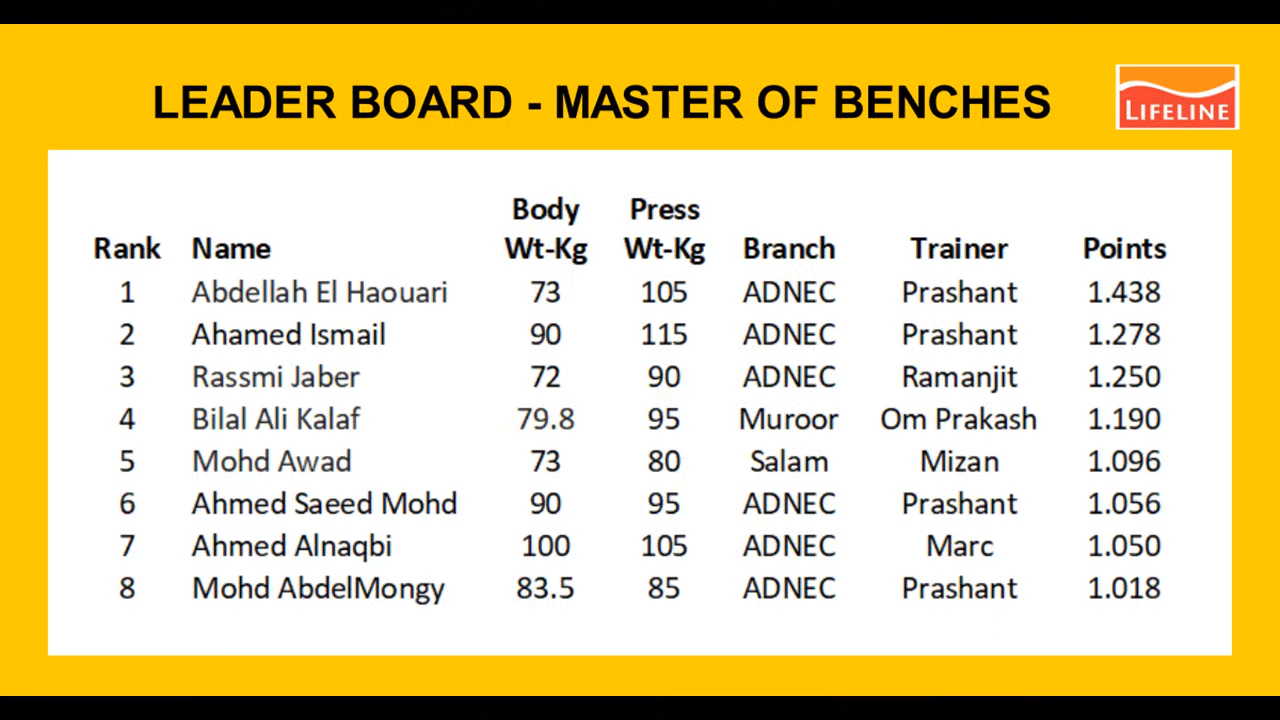 LEADER BOARD - MASTER OF BENCHES
LIFELINE
Body Press
Rank Name Wt-Kg Wt-Kg Branch Trainer Points
1 Abdellah El Haouari 73 105 ADNEC Prashant 1.438
2 Ahamed Ismail 90 115 ADNEC Prashant 1.278
3 Rassmi Jaber 72 90 ADNEC Ramanjit 1.250
4 Bilal Ali Kalaf 79.8 95 Muroor Om Prakash 1.190
5 Mohd Awad 73 80 Salam Mizan 1.096
6 Ahmed Saeed Mohd 90 95 ADNEC Prashant 1.056
7 Ahmed Alnaqbi 100 105 ADNEC Marc 1.050
8 Mohd AbdelMongy 83.5 85 ADNEC Prashant 1.018